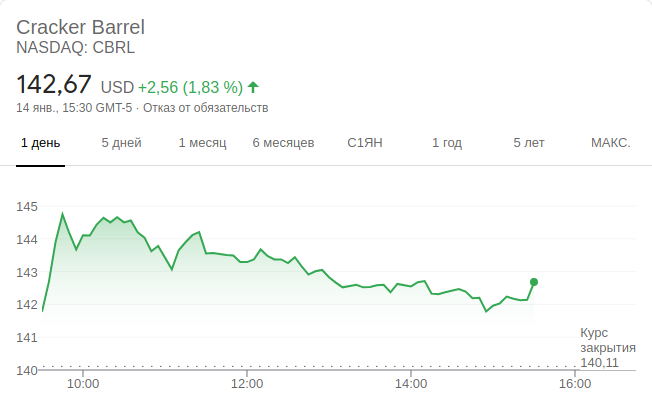 Cracker Barrel
NASDAQ: CBRL
142,67 USD +2,56 (1,83 %)
14 янв., 15:30 GMT-5 · Отказ от обязательств
1 день 5 дней 1 месяц 6 месяцев С1ЯН 1 год 5 лет МАКС.
145
144
143
142
141
140
Курс
закрытия
140,11
10:00 12:00 14:00 16:00